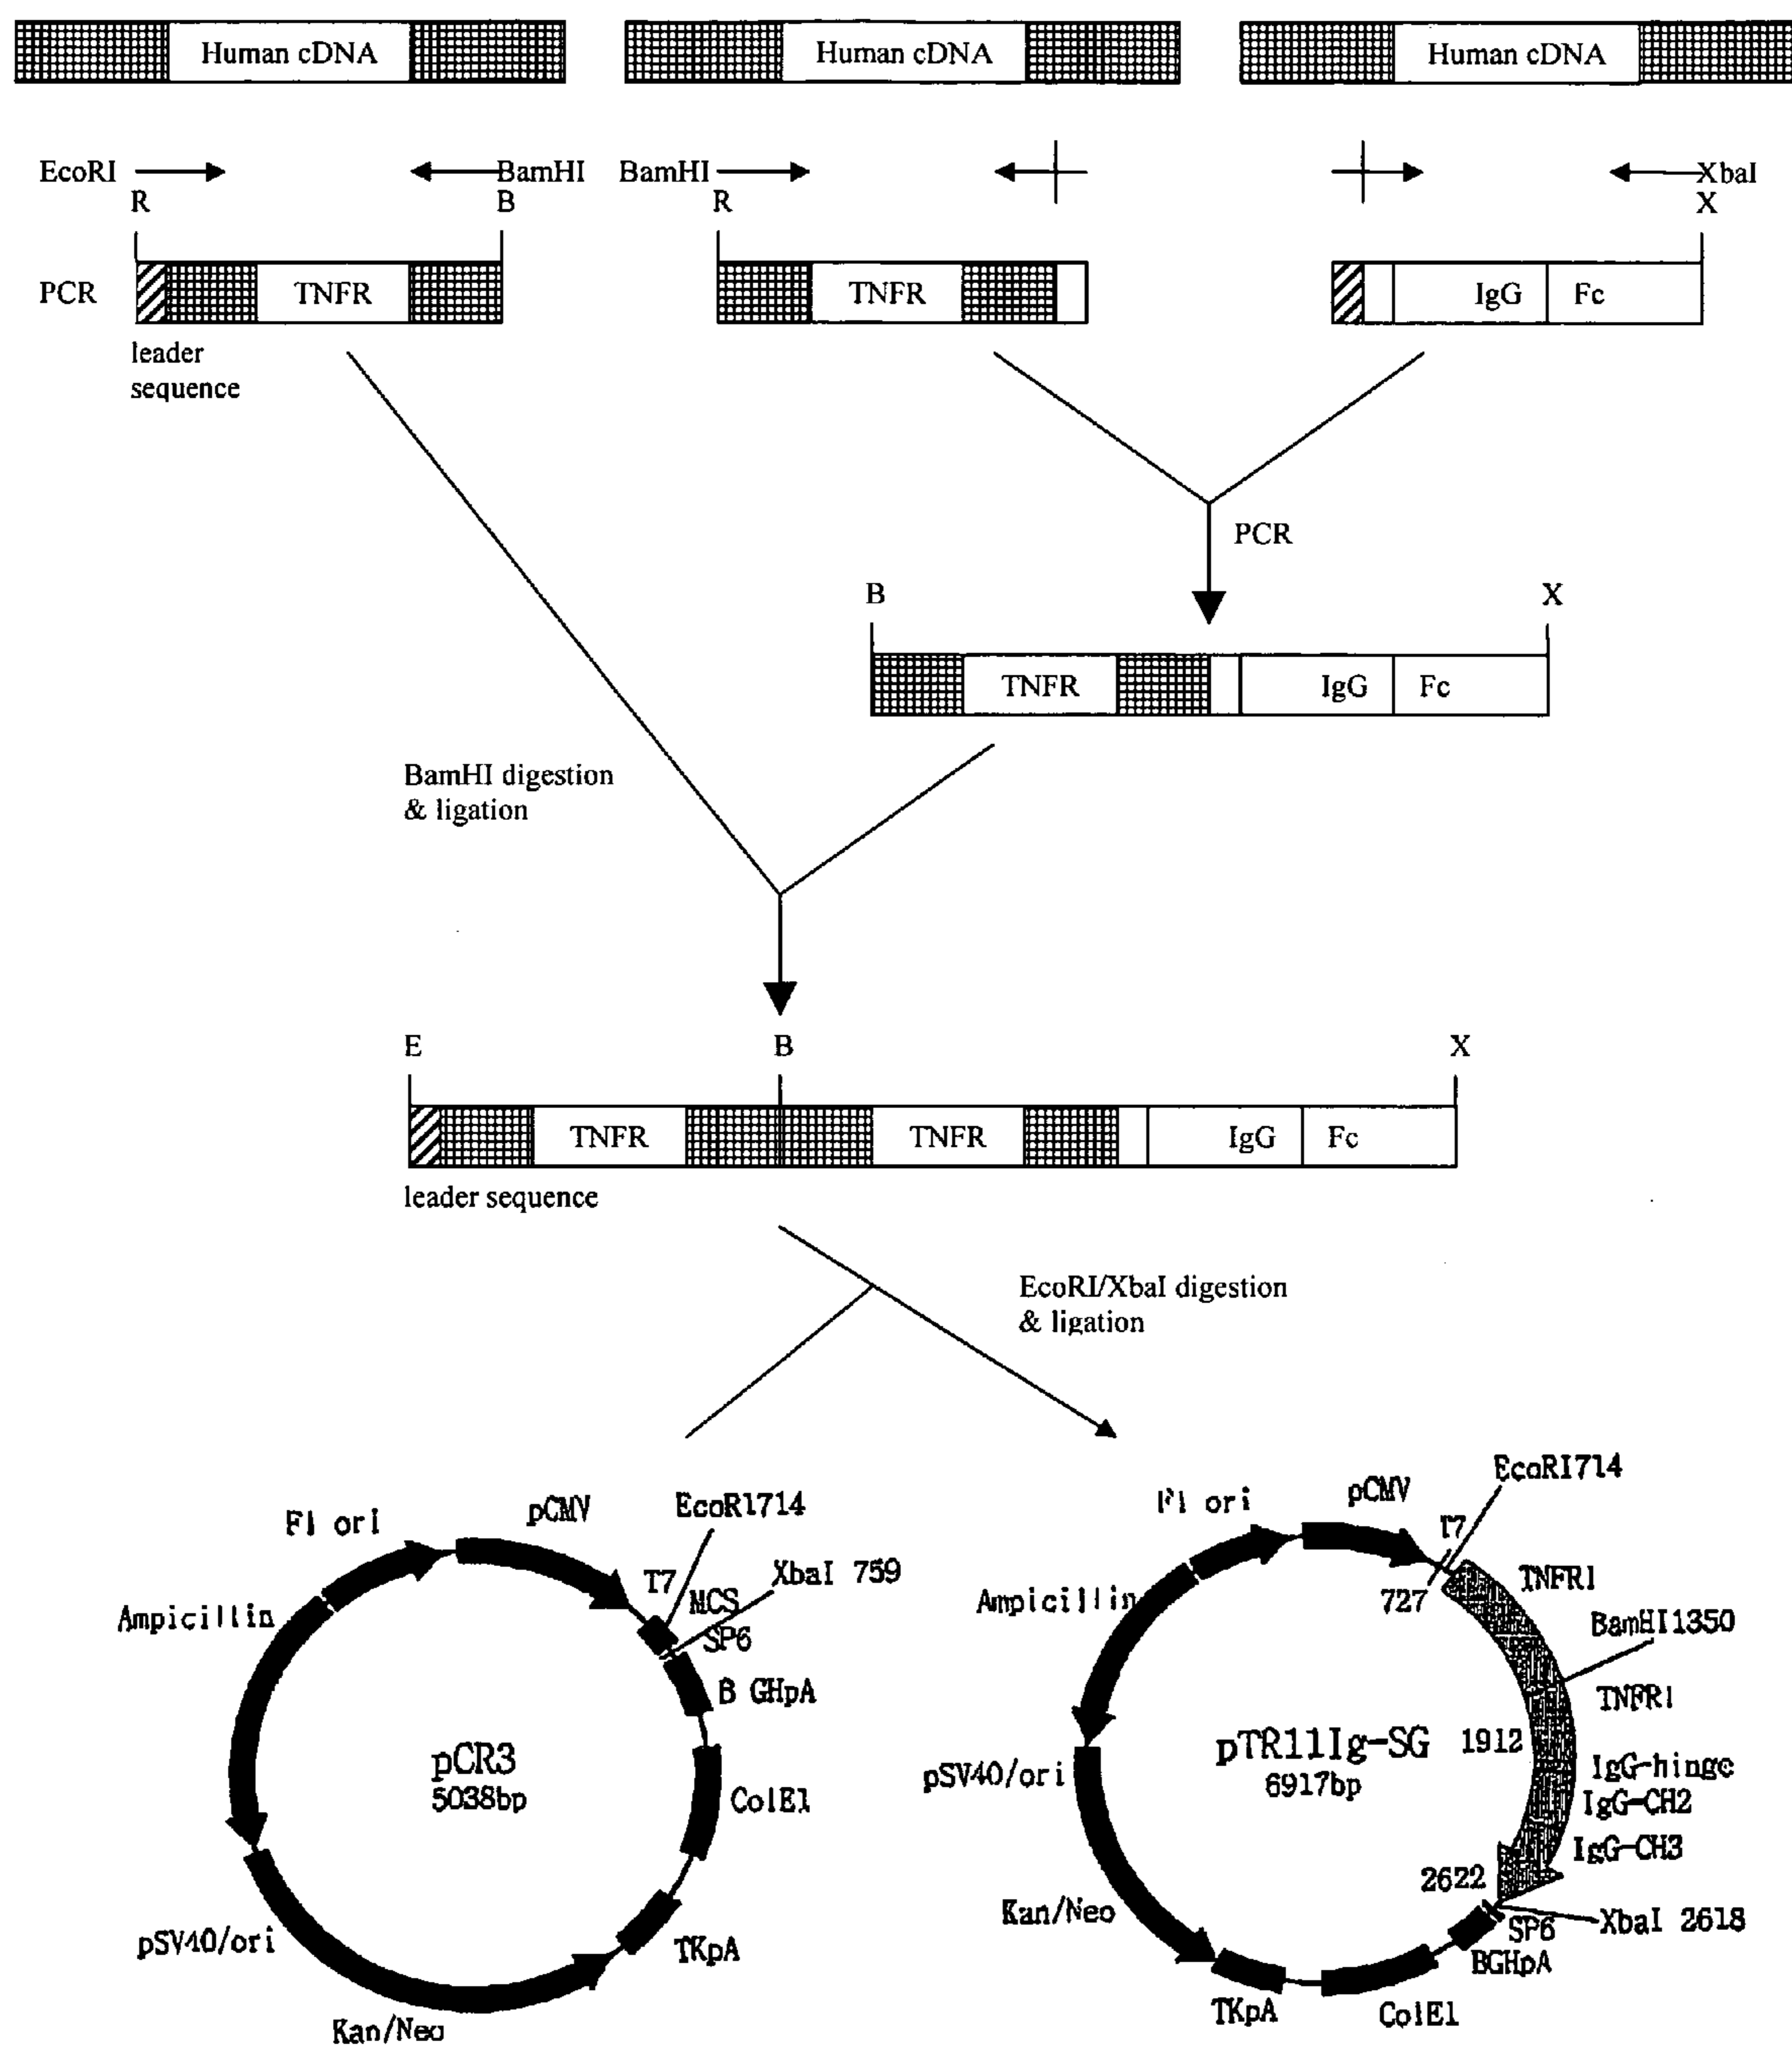 Human cDNA Human cDNA Human cDNA
EcoRI BamHI BamHI XbaI
R B R X
PCR TNFR TNFR IgG Fc
leader
sequence
PCR
B X
TNFR IgG Fc
BamHI digestion
& ligation
E B X
TNFR TNFR IgG Fc
leader sequence
EcoRI/XbaI digestion
& ligation
F1 ori
pCMV
EcoR1714
T7
MCS
XbaI 759
SP6
B GHpA
Ampicillin
pCR3
5038bp
ColE1
pSV40/ori
TKpA
Kan/Neo
F1 ori
pCMV
EcoRI714
T7
727
TNFR1
Ampicillin
BamHI1350
TNFR1
pTR11Ig-SG
6917bp
1912
pSV40/ori
IgG-hinge
IgG-CH2
IgG-CH3
2622
Kan/Neo
XbaI 2618
SP6
BGHpA
TKpA
ColE1